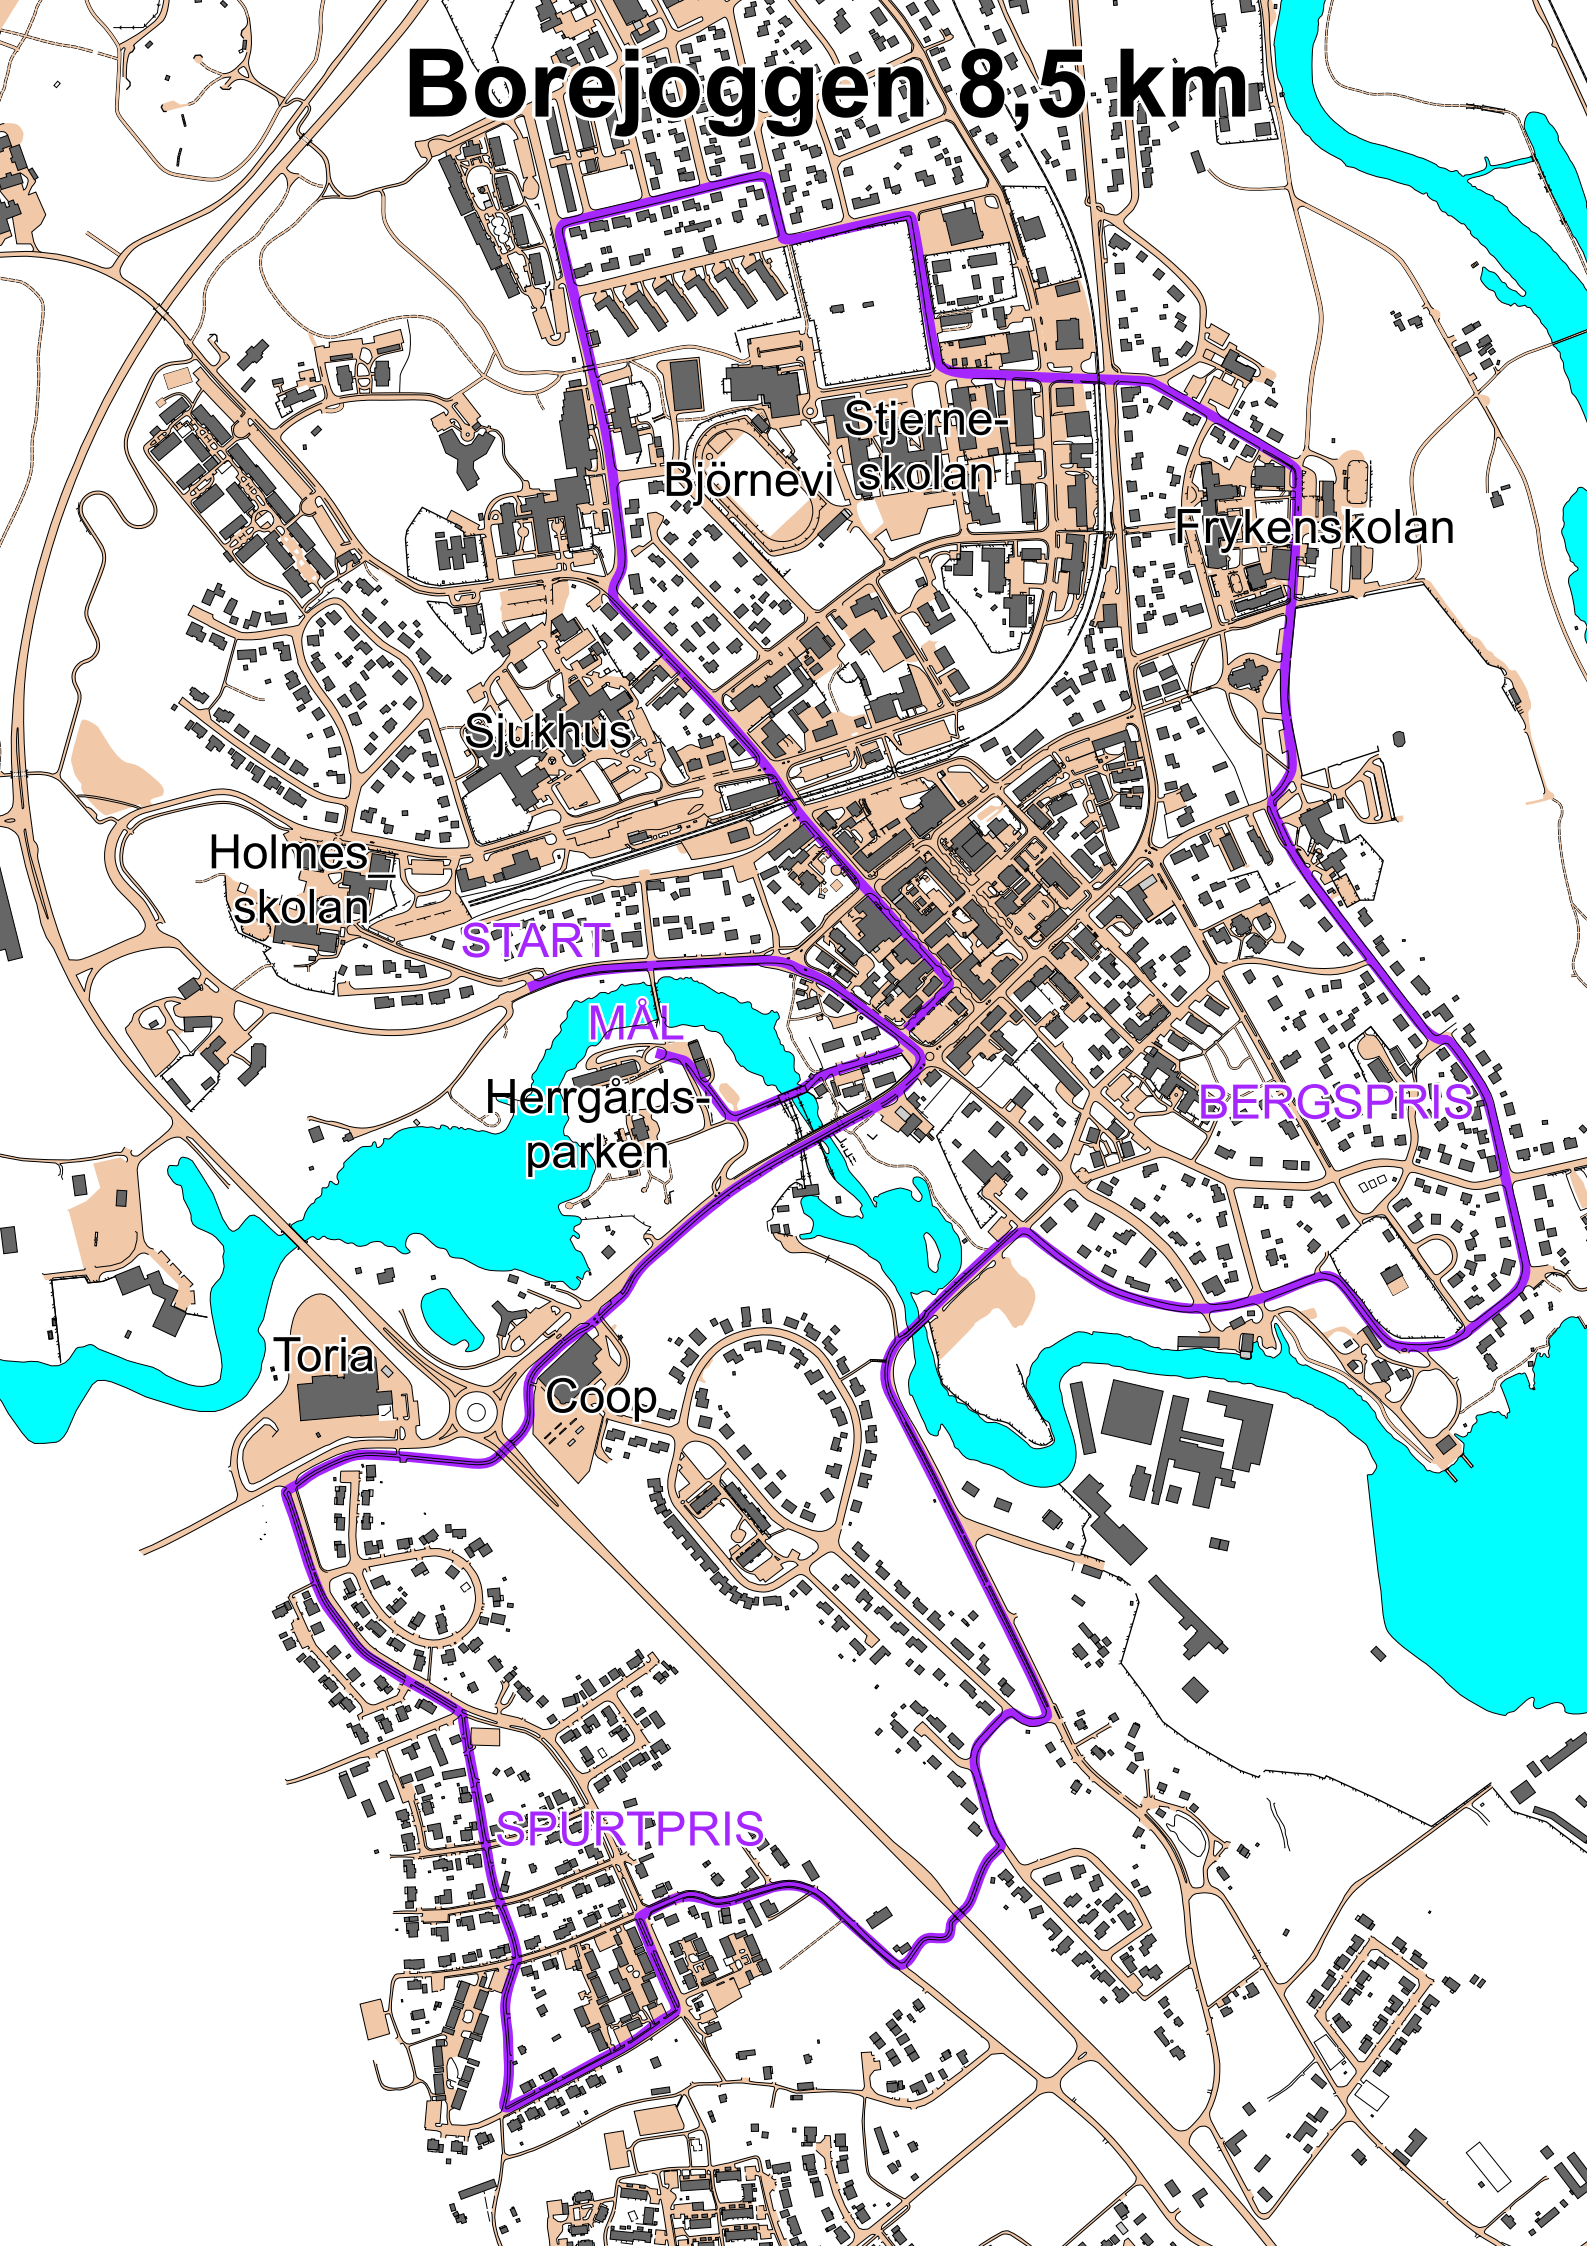 Borejoggen 8,5 km
Stjerne-
skolan
Björnevi
Frykenskolan
Sjukhus
Holmes_
skolan
START
MÅL
Herrgårds-
parken
BERGSPRIS
Toria
Coop
SPURTPRIS